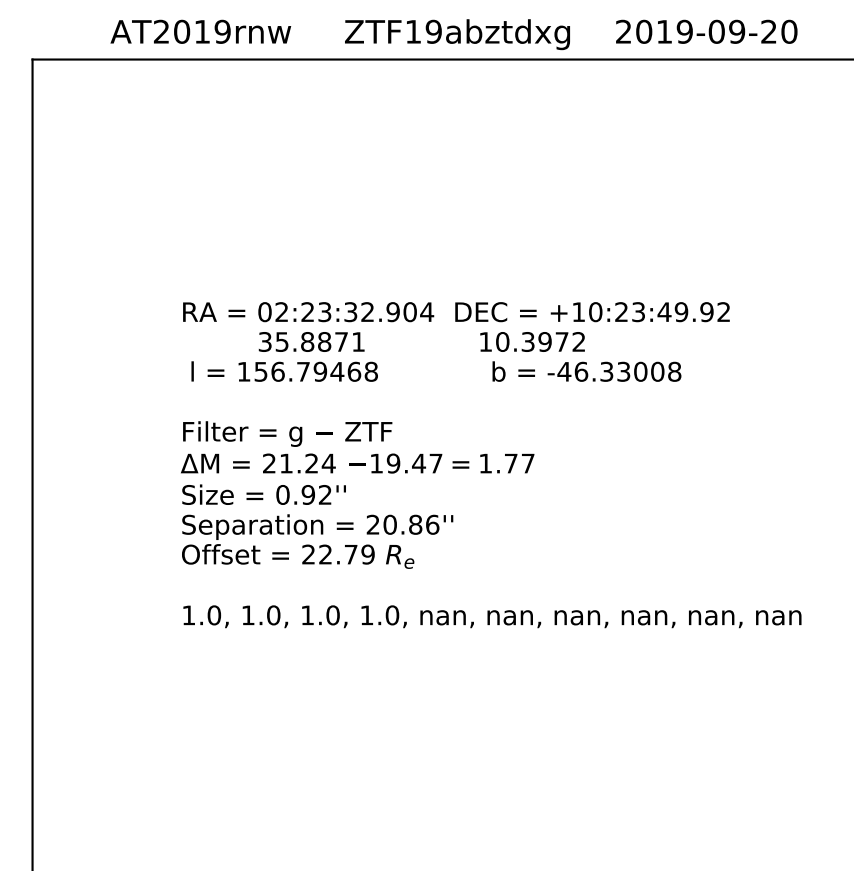 AT2019rnw ZTF19abztdxg 2019-09-20
RA = 02:23:32.904 DEC = +10:23:49.92
35.8871 10.3972
l = 156.79468 b = -46.33008
Filter = g − ZTF
ΔM = 21.24 −19.47 = 1.77
Size = 0.92''
Separation = 20.86''
Offset = 22.79 Re
1.0, 1.0, 1.0, 1.0, nan, nan, nan, nan, nan, nan